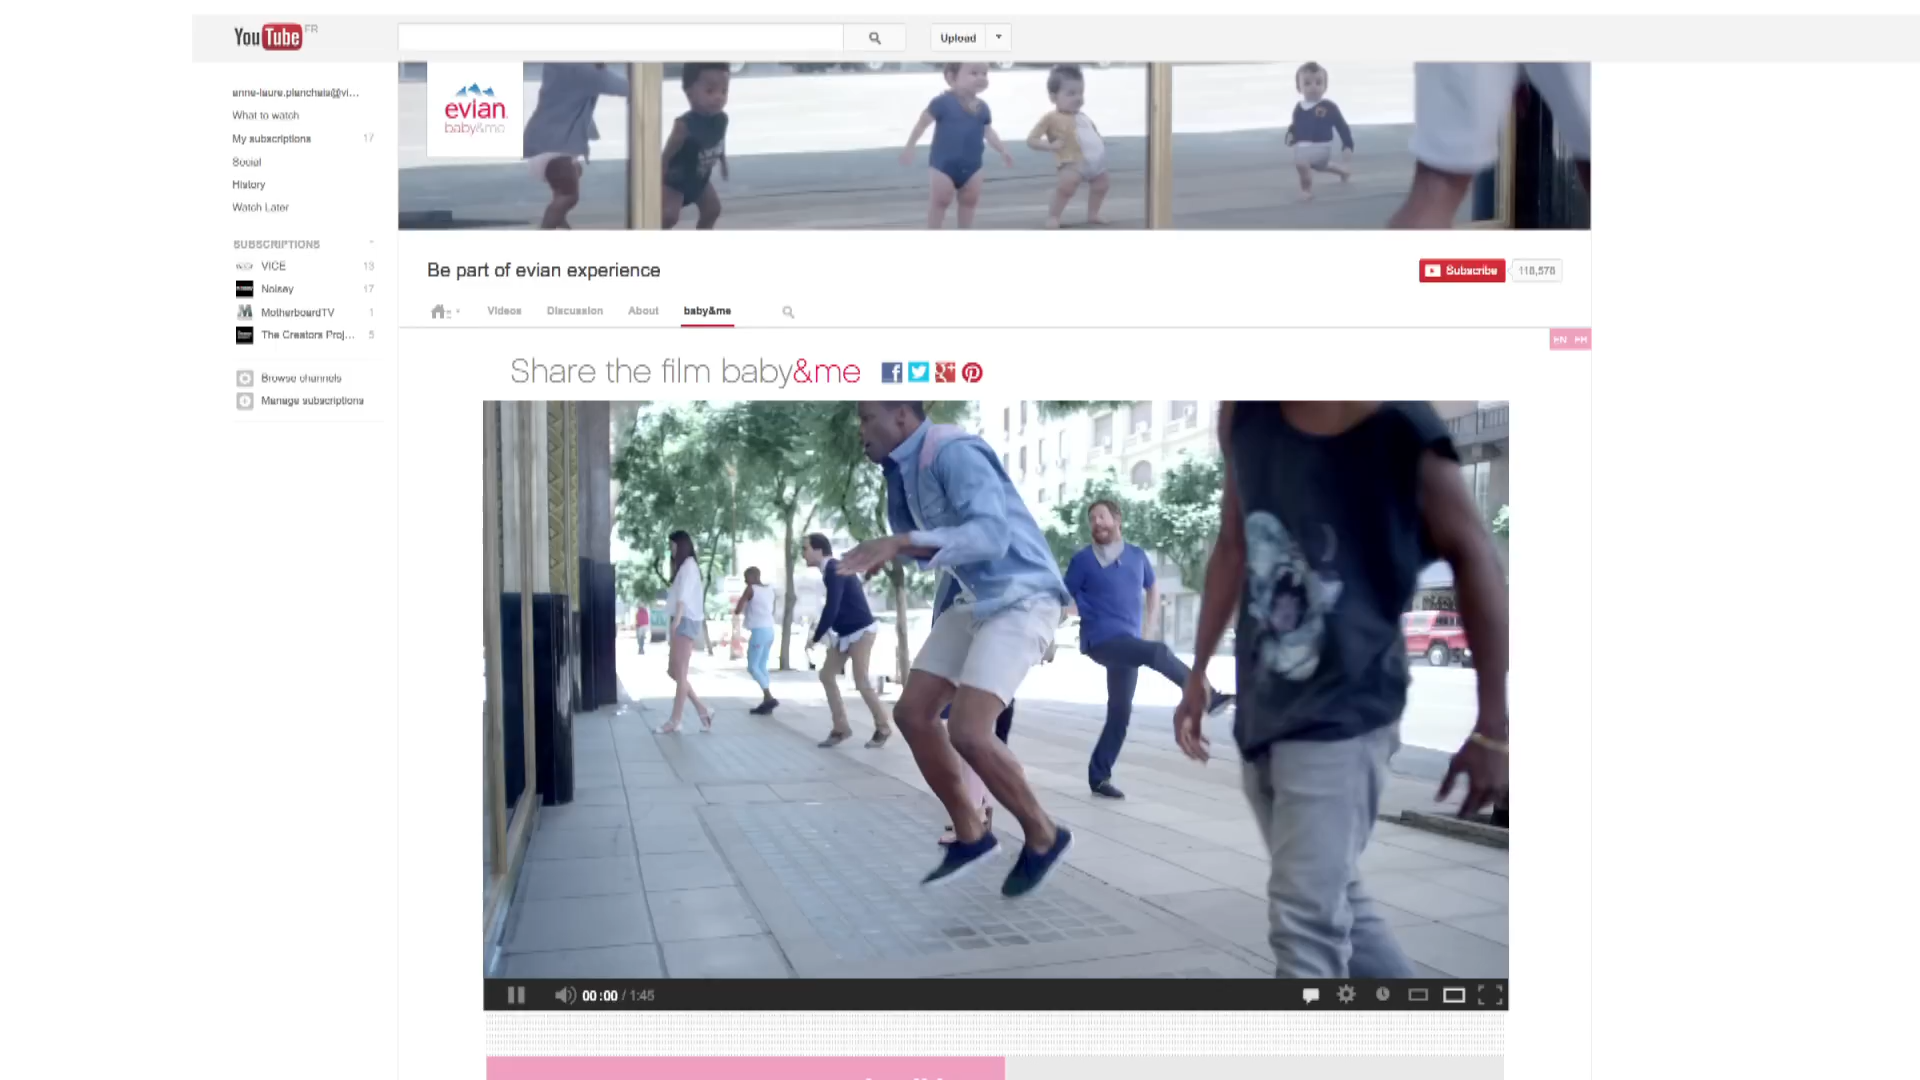 YouTube FR
Upload
anne-laure.planchais@vi...
What to watch
My subscriptions 17
Social
History
Watch Later
SUBSCRIPTIONS
VICE 13
Noisey 17
MotherboardTV 1
The Creators Proj... 5
Browse channels
Manage subscriptions
evian
baby&me
Be part of evian experience
Subscribe 118,578
Videos Discussion About baby&me
EN
Share the film baby&me
00:00 / 1:45